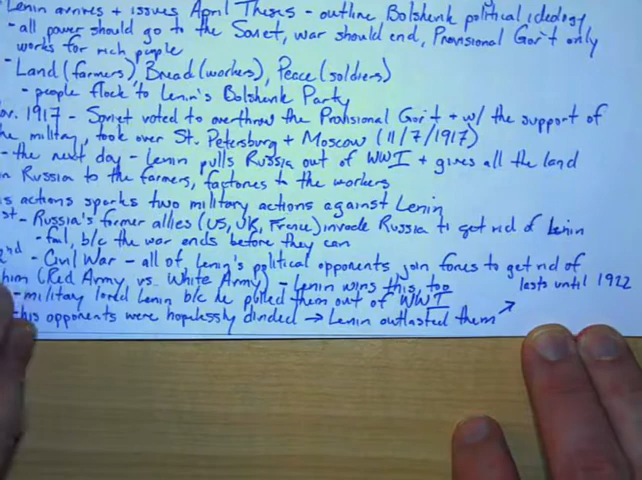 Lenin arrives + issues April Theses - outline Bolshevik political ideology
- all power should go to the Soviet, war should end, Provisional Gov't only
works for rich people
- Land (farmers), Bread (workers), Peace (soldiers)
- people flock to Lenin's Bolshevik Party
ov. 1917 - Soviet voted to overthrow the Provisional Gov't + w/ the support of
he military, took over St. Petersburg + Moscow (11/7/1917)
- the next day - Lenin pulls Russia out of WWI + gives all the land
in Russia to the farmers, factories to the workers
is actions sparks two military actions against Lenin
st - Russia's former allies (US, UK, France) invade Russia to get rid of Lenin
- fail, b/c the war ends before they can
2nd - Civil War - all of Lenin's political opponents join forces to get rid of
him (Red Army vs. White Army) - Lenin wins this too
lasts until 1922
- military loved Lenin b/c he pulled them out of WWI
- his opponents were hopelessly divided → Lenin outlasted them